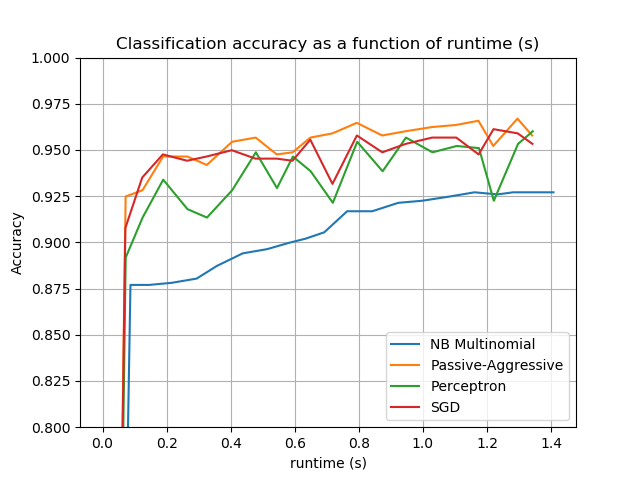 Classification accuracy as a function of runtime (s)
1.000
0.975
0.950
0.925
0.900
0.875
0.850
0.825
0.800
Accuracy
NB Multinomial
Passive-Aggressive
Perceptron
SGD
0.0 0.2 0.4 0.6 0.8 1.0 1.2 1.4
runtime (s)